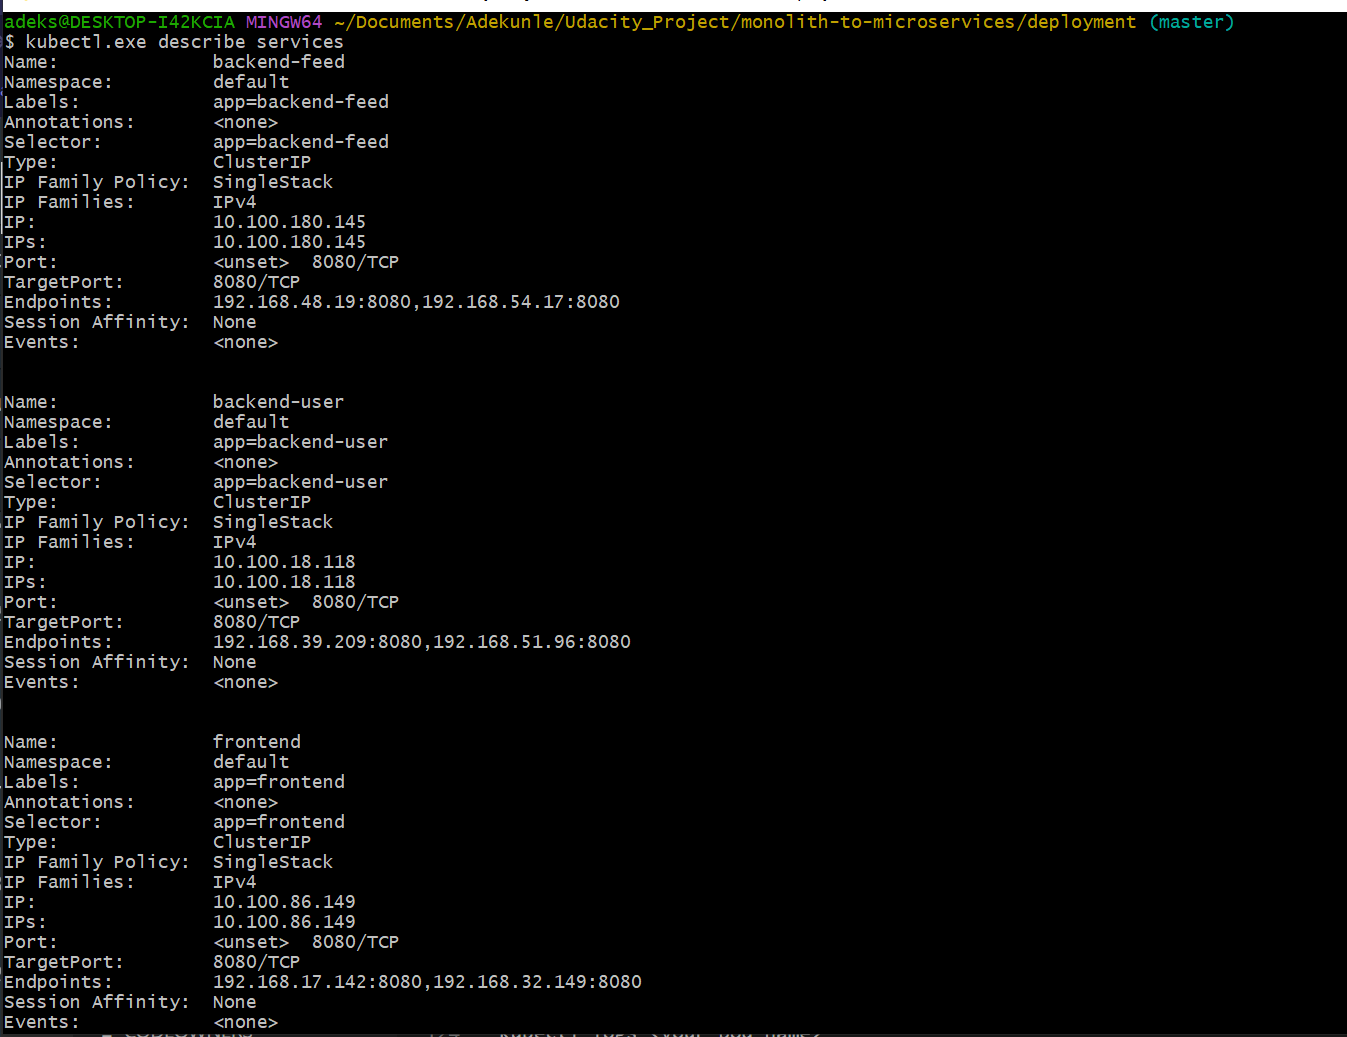 adeks@DESKTOP-I42KCIA MINGW64 ~/Documents/Adekunle/Udacity_Project/monolith-to-microservices/deployment (master)
$ kubectl.exe describe services
Name:              backend-feed
Namespace:         default
Labels:            app=backend-feed
Annotations:       <none>
Selector:          app=backend-feed
Type:              ClusterIP
IP Family Policy:  SingleStack
IP Families:       IPv4
IP:                10.100.180.145
IPs:               10.100.180.145
Port:              <unset>  8080/TCP
TargetPort:        8080/TCP
Endpoints:         192.168.48.19:8080,192.168.54.17:8080
Session Affinity:  None
Events:            <none>
Name:              backend-user
Namespace:         default
Labels:            app=backend-user
Annotations:       <none>
Selector:          app=backend-user
Type:              ClusterIP
IP Family Policy:  SingleStack
IP Families:       IPv4
IP:                10.100.18.118
IPs:               10.100.18.118
Port:              <unset>  8080/TCP
TargetPort:        8080/TCP
Endpoints:         192.168.39.209:8080,192.168.51.96:8080
Session Affinity:  None
Events:            <none>
Name:              frontend
Namespace:         default
Labels:            app=frontend
Annotations:       <none>
Selector:          app=frontend
Type:              ClusterIP
IP Family Policy:  SingleStack
IP Families:       IPv4
IP:                10.100.86.149
IPs:               10.100.86.149
Port:              <unset>  8080/TCP
TargetPort:        8080/TCP
Endpoints:         192.168.17.142:8080,192.168.32.149:8080
Session Affinity:  None
Events:            <none>